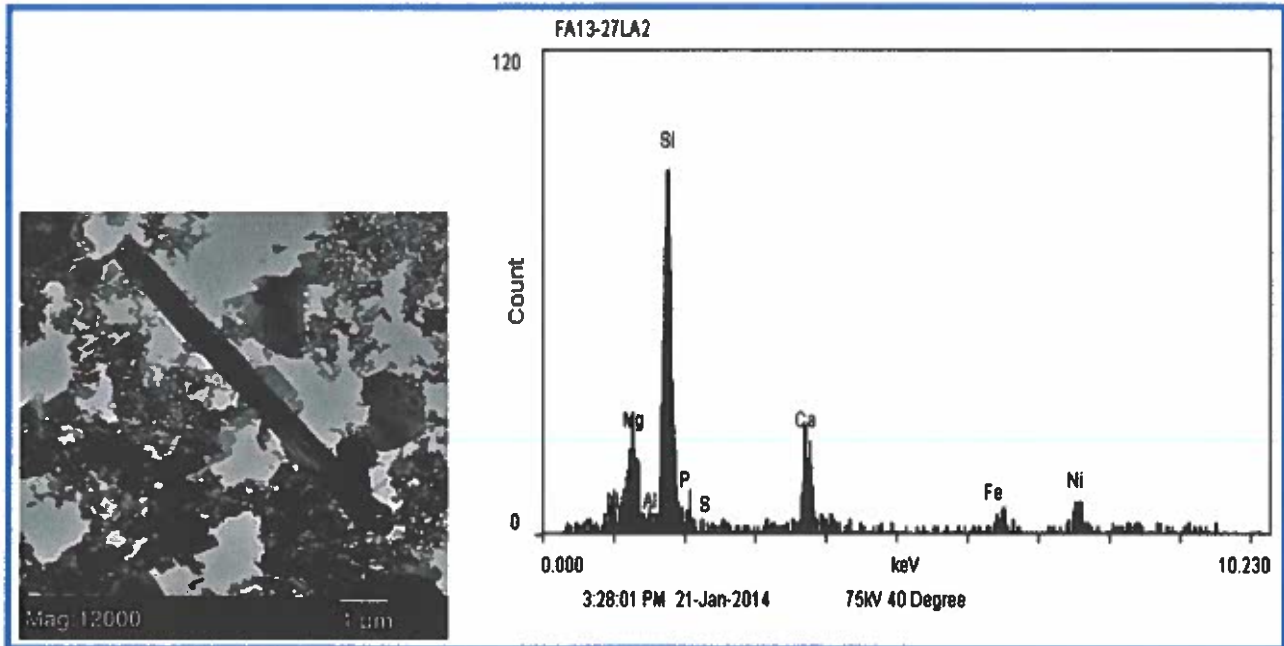 FA13-27LA2
120
Si
Count
Mg
Ca
P
Al
S
Fe
Ni
0
0.000 keV 10.230
3:28:01 PM 21-Jan-2014 75kV 40 Degree
Mag:12000 1 um